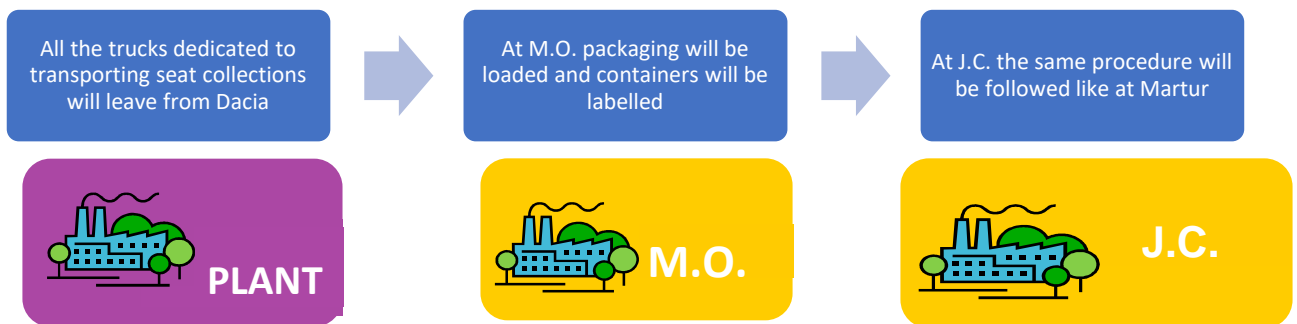 All the trucks dedicated to
transporting seat collections
will leave from Dacia
At M.O. packaging will be
loaded and containers will be
labelled
At J.C. the same procedure will
be followed like at Martur
PLANT
M.O.
J.C.